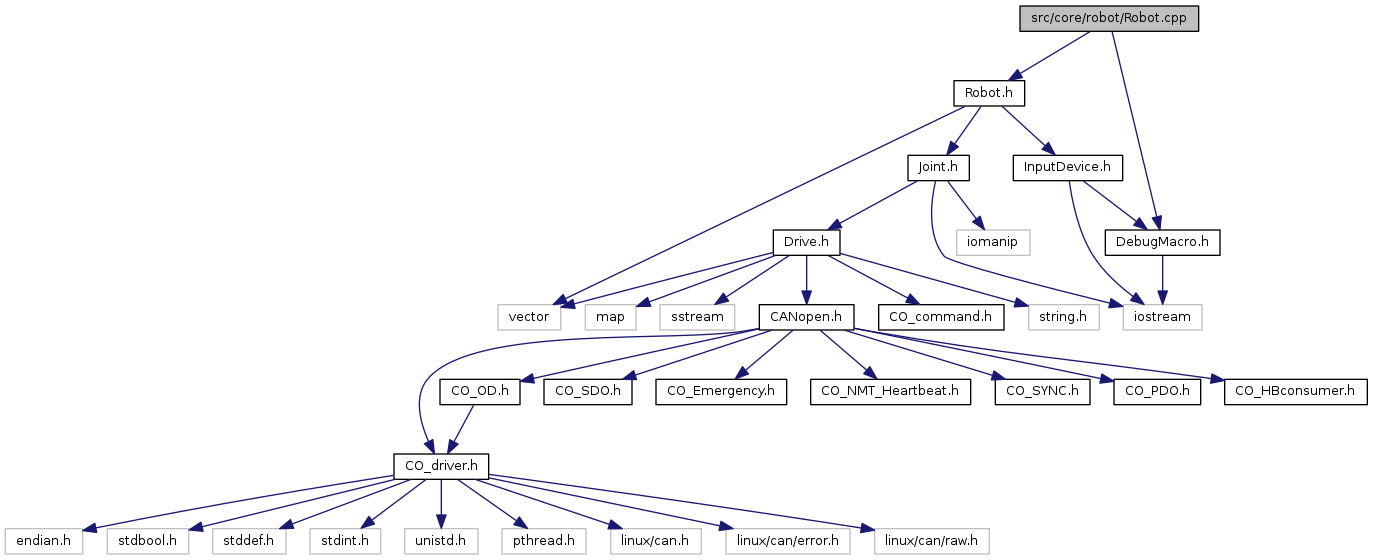 src/core/robot/Robot.cpp
Robot.h
Joint.h
InputDevice.h
Drive.h
iomanip
DebugMacro.h
vector
map
sstream
CANopen.h
CO_command.h
string.h
iostream
CO_OD.h
CO_SDO.h
CO_Emergency.h
CO_NMT_Heartbeat.h
CO_SYNC.h
CO_PDO.h
CO_HBconsumer.h
CO_driver.h
endian.h
stdbool.h
stddef.h
stdint.h
unistd.h
pthread.h
linux/can.h
linux/can/error.h
linux/can/raw.h